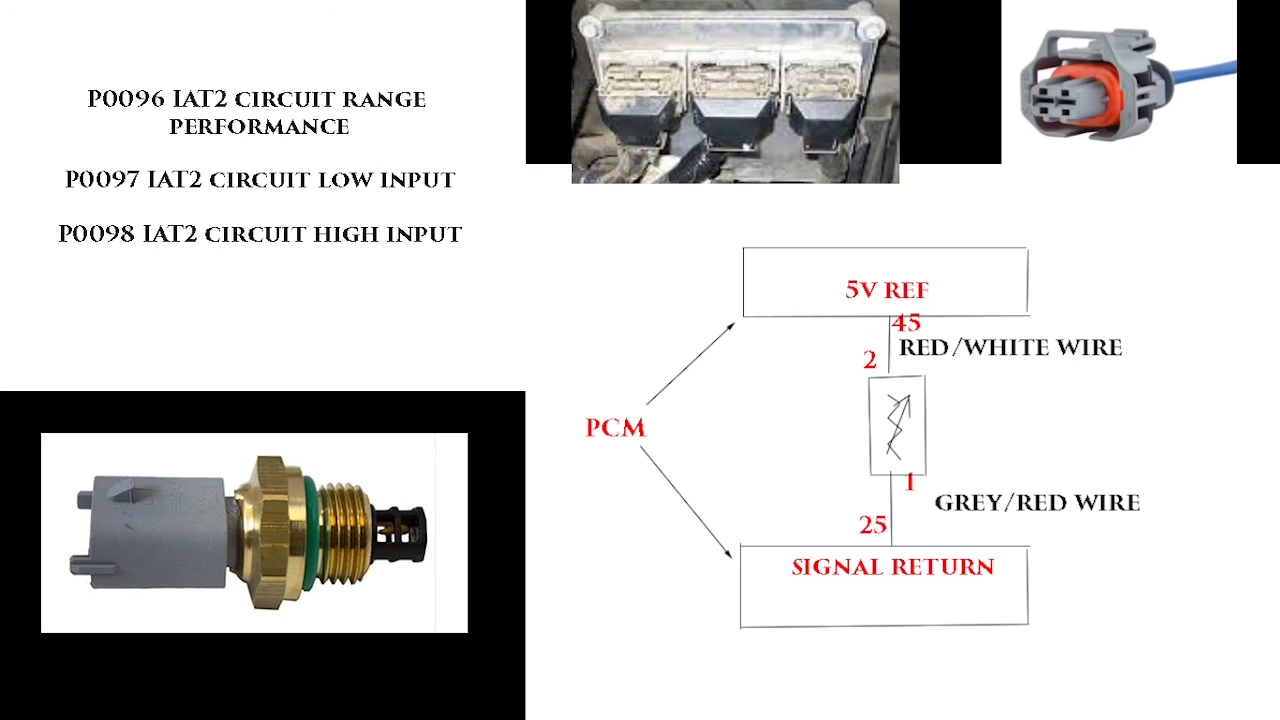 P0096 IAT2 CIRCUIT RANGE
PERFORMANCE
P0097 IAT2 CIRCUIT LOW INPUT
P0098 IAT2 CIRCUIT HIGH INPUT
5V REF
45
RED/WHITE WIRE
2
PCM
1
GREY/RED WIRE
25
SIGNAL RETURN